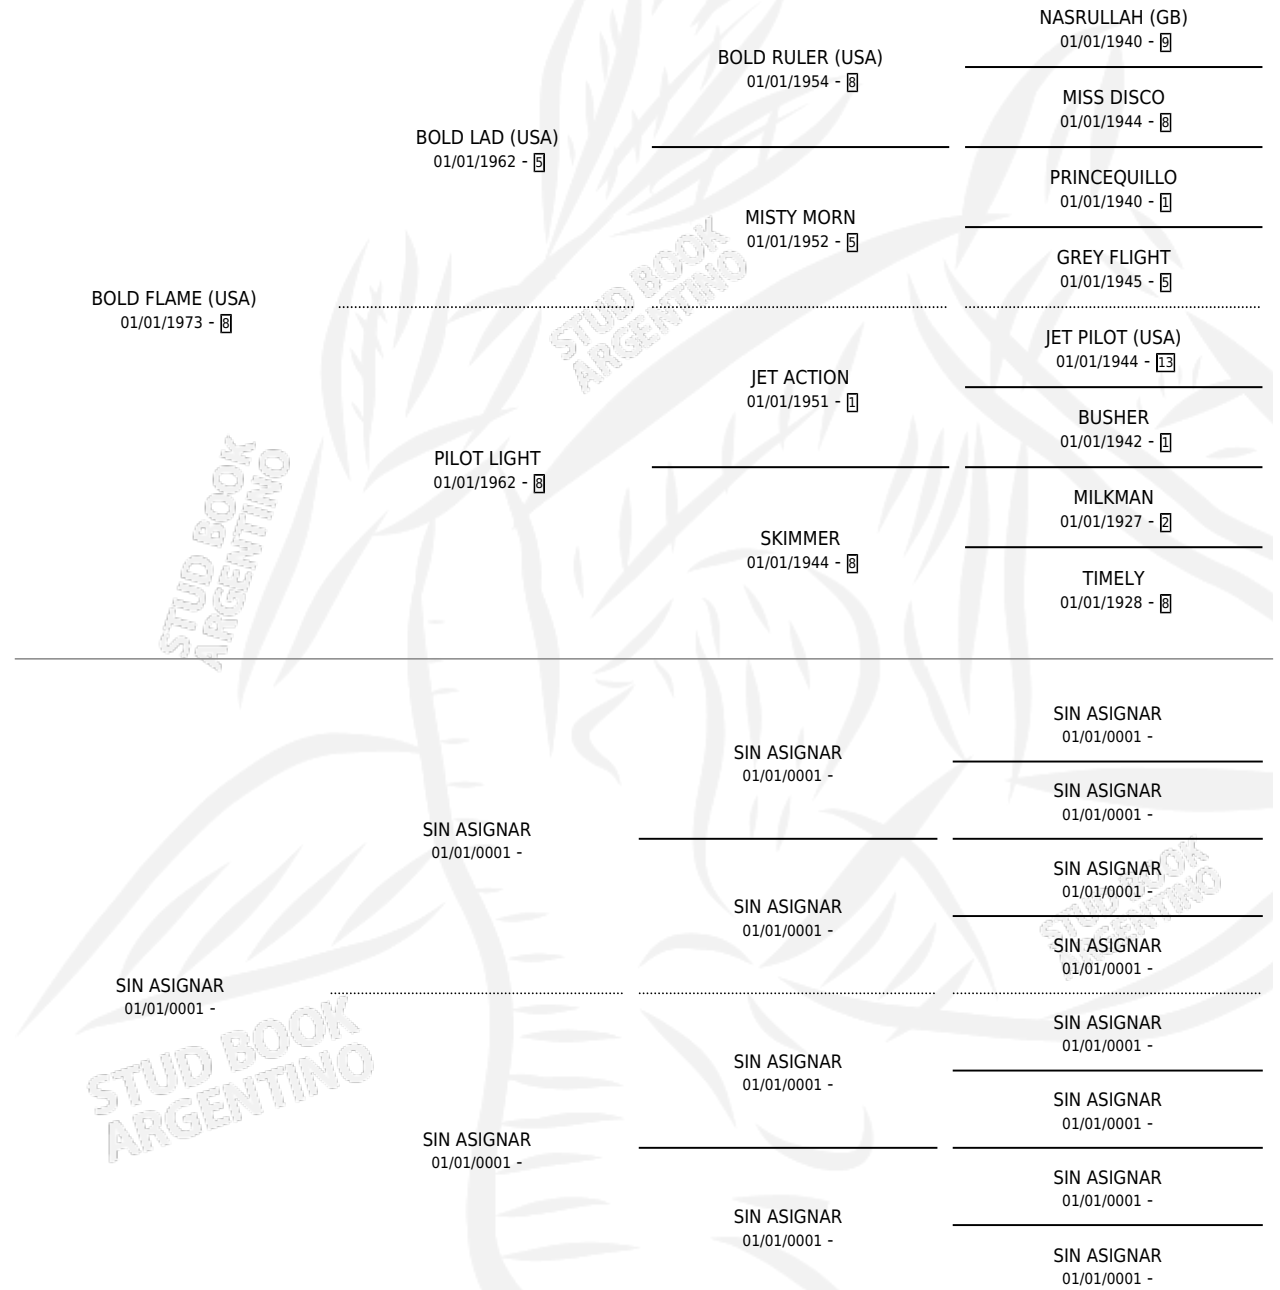 NASRULLAH (GB)
01/01/1940 - 9
BOLD RULER (USA)
01/01/1954 - 8
MISS DISCO
01/01/1944 - 8
BOLD LAD (USA)
01/01/1962 - 5
PRINCEQUILLO
01/01/1940 - 1
MISTY MORN
01/01/1952 - 5
GREY FLIGHT
01/01/1945 - 5
BOLD FLAME (USA)
01/01/1973 - 8
JET PILOT (USA)
01/01/1944 - 13
JET ACTION
01/01/1951 - 1
BUSHER
01/01/1942 - 1
PILOT LIGHT
01/01/1962 - 8
MILKMAN
01/01/1927 - 2
SKIMMER
01/01/1944 - 8
TIMELY
01/01/1928 - 8
STUD BOOK
ARGENTINO
STUD BOOK
ARGENTINO
SIN ASIGNAR
01/01/0001 -
SIN ASIGNAR
01/01/0001 -
SIN ASIGNAR
01/01/0001 -
SIN ASIGNAR
01/01/0001 -
SIN ASIGNAR
01/01/0001 -
SIN ASIGNAR
01/01/0001 -
SIN ASIGNAR
01/01/0001 -
SIN ASIGNAR
01/01/0001 -
SIN ASIGNAR
01/01/0001 -
SIN ASIGNAR
01/01/0001 -
SIN ASIGNAR
01/01/0001 -
SIN ASIGNAR
01/01/0001 -
SIN ASIGNAR
01/01/0001 -
SIN ASIGNAR
01/01/0001 -
SIN ASIGNAR
01/01/0001 -
STUD BOOK
ARGENTINO
STUD BOOK
ARGENTINO